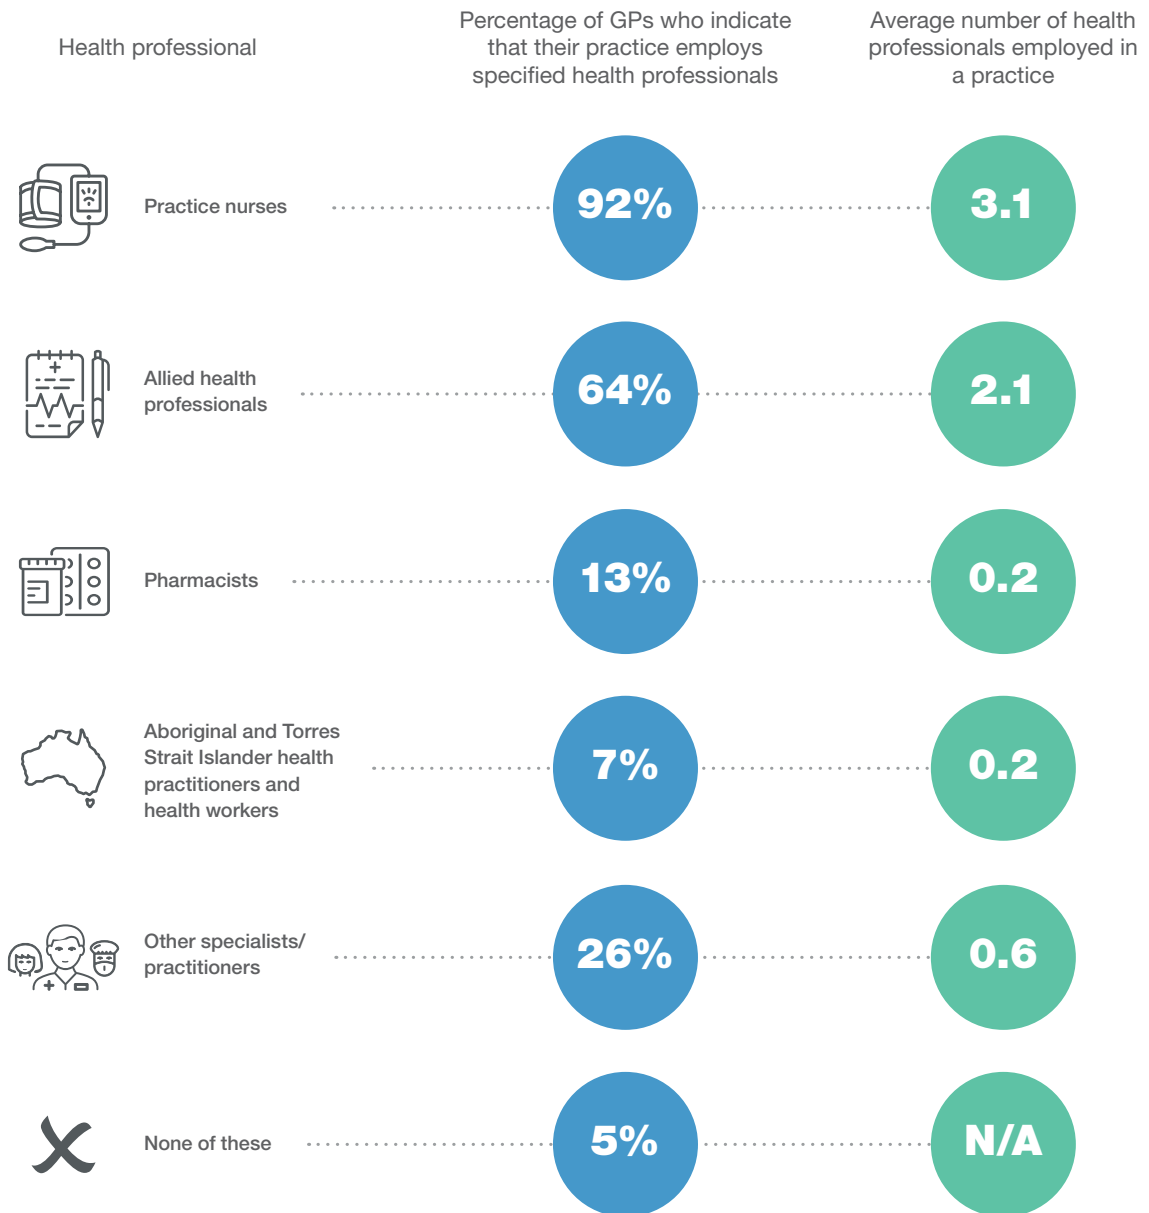 Health professional
Percentage of GPs who indicate
that their practice employs
specified health professionals
Average number of health
professionals employed in
a practice
Practice nurses
92%
3.1
Allied health
professionals
64%
2.1
Pharmacists
13%
0.2
Aboriginal and Torres
Strait Islander health
practitioners and
health workers
7%
0.2
Other specialists/
practitioners
26%
0.6
None of these
5%
N/A